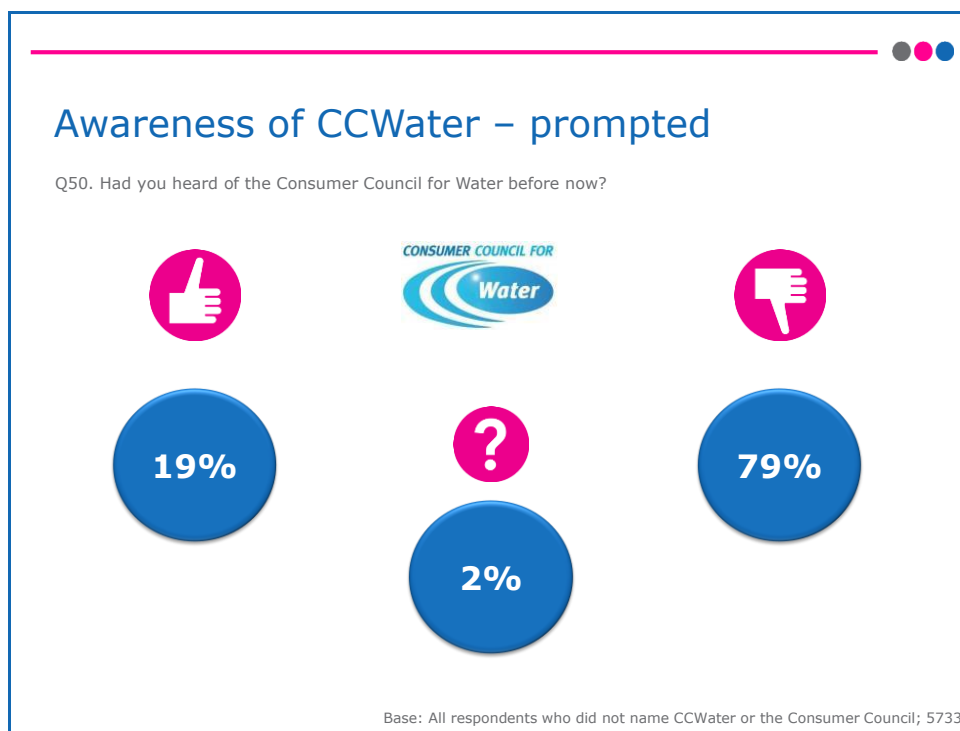 Awareness of CCWater – prompted
Q50. Had you heard of the Consumer Council for Water before now?
CONSUMER COUNCIL FOR
Water
19%
?
79%
2%
Base: All respondents who did not name CCWater or the Consumer Council; 5733